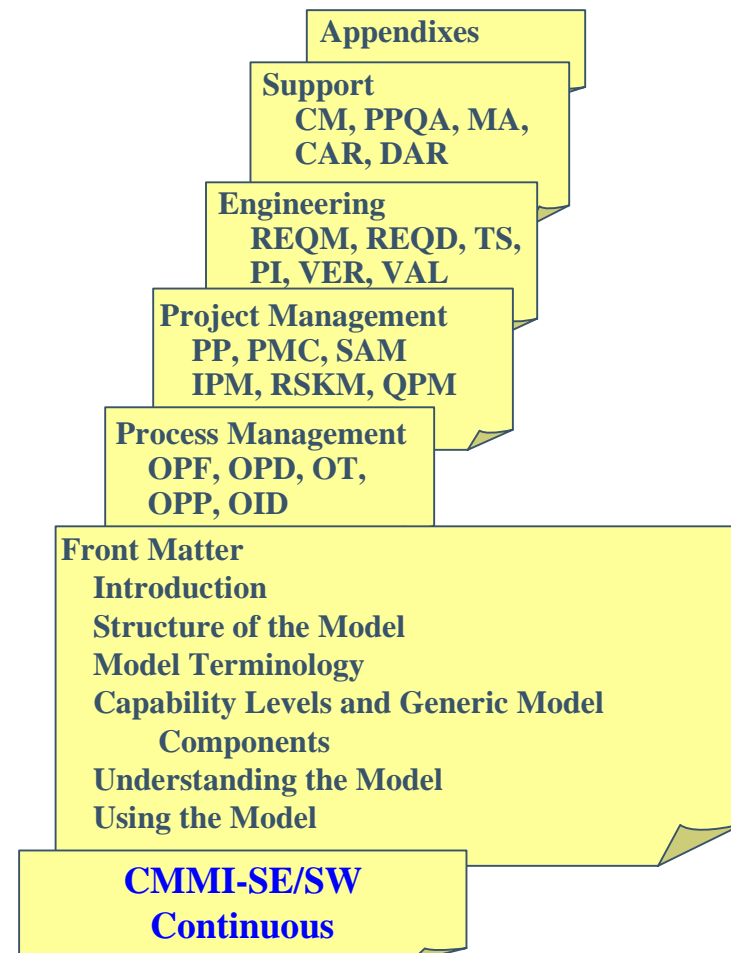 Appendixes
Support
CM, PPQA, MA,
CAR, DAR
Engineering
REQM, REQD, TS,
PI, VER, VAL
Project Management
PP, PMC, SAM
IPM, RSKM, QPM
Process Management
OPF, OPD, OT,
OPP, OID
Front Matter
Introduction
Structure of the Model
Model Terminology
Capability Levels and Generic Model
Components
Understanding the Model
Using the Model
CMMI-SE/SW
Continuous